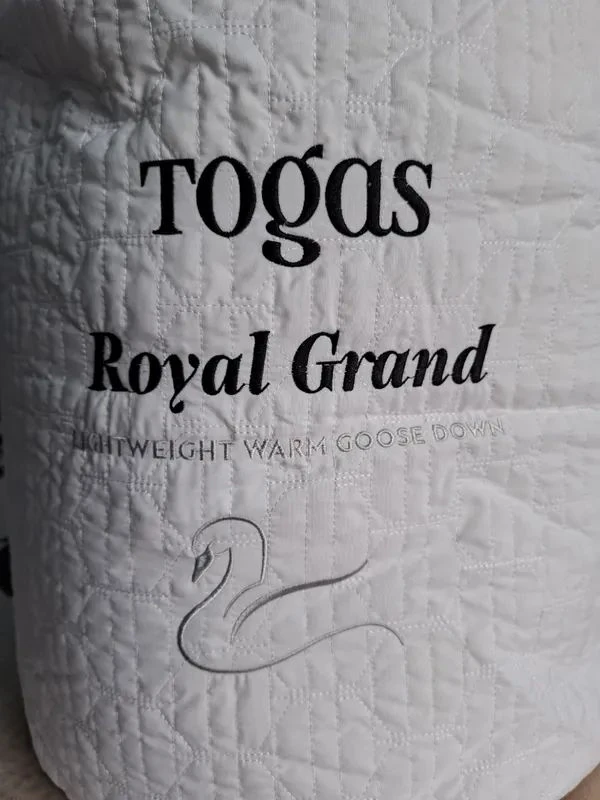 Togas
Royal Grand
LIGHTWEIGHT WARM GOOSE DOWN